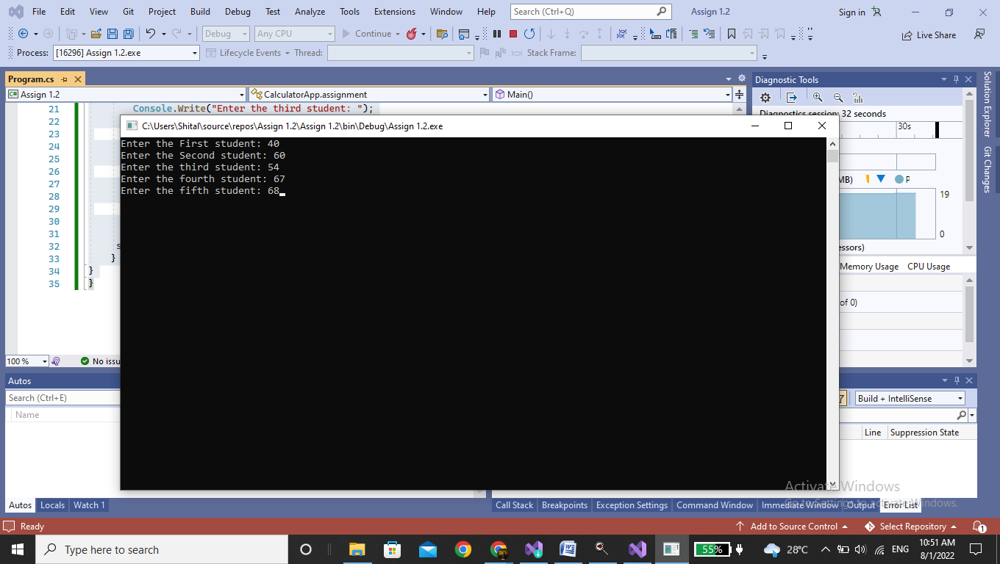 File Edit View Git Project Build Debug Test Analyze Tools Extensions Window Help Search (Ctrl+Q) Assign 1.2 Sign in
Debug Any CPU Continue Live Share
Process: [16296] Assign 1.2.exe Lifecycle Events Thread: Stack Frame:
Program.cs Diagnostic Tools
C# Assign 1.2 CalculatorApp.assignment Main()
21 Console.Write("Enter the third student: ");
Diagnostics session: 32 seconds
C:\Users\Shital\source\repos\Assign 1.2\Assign 1.2\bin\Debug\Assign 1.2.exe
30s
Enter the First student: 40
Enter the Second student: 60
Enter the third student: 54
Enter the fourth student: 67
Enter the fifth student: 68
22
23
24
25
26
27
28
29
30
31
32 s
33 }
34 }
35 }
MB) P
19
0
essors)
Memory Usage CPU Usage
of 0)
100 % No issu
Autos
Search (Ctrl+E) Build + IntelliSense
Name Line Suppression State
Activate Windows
Go to Settings to activate Windows.
Autos Locals Watch 1 Call Stack Breakpoints Exception Settings Command Window Immediate Window Output Error List
Ready Add to Source Control Select Repository 1
Type here to search 55% 28°C ENG 10:51 AM
8/1/2022
Solution Explorer
Git Changes